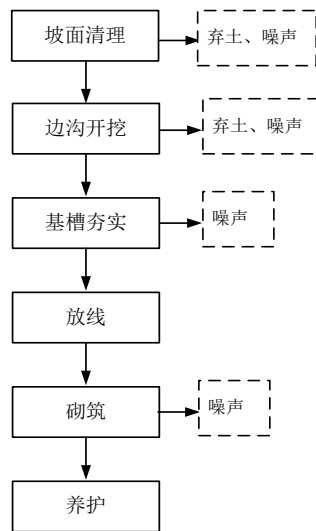 坡面清理
弃土、噪声
边沟开挖
弃土、噪声
基槽夯实
噪声
放线
砌筑
噪声
养护